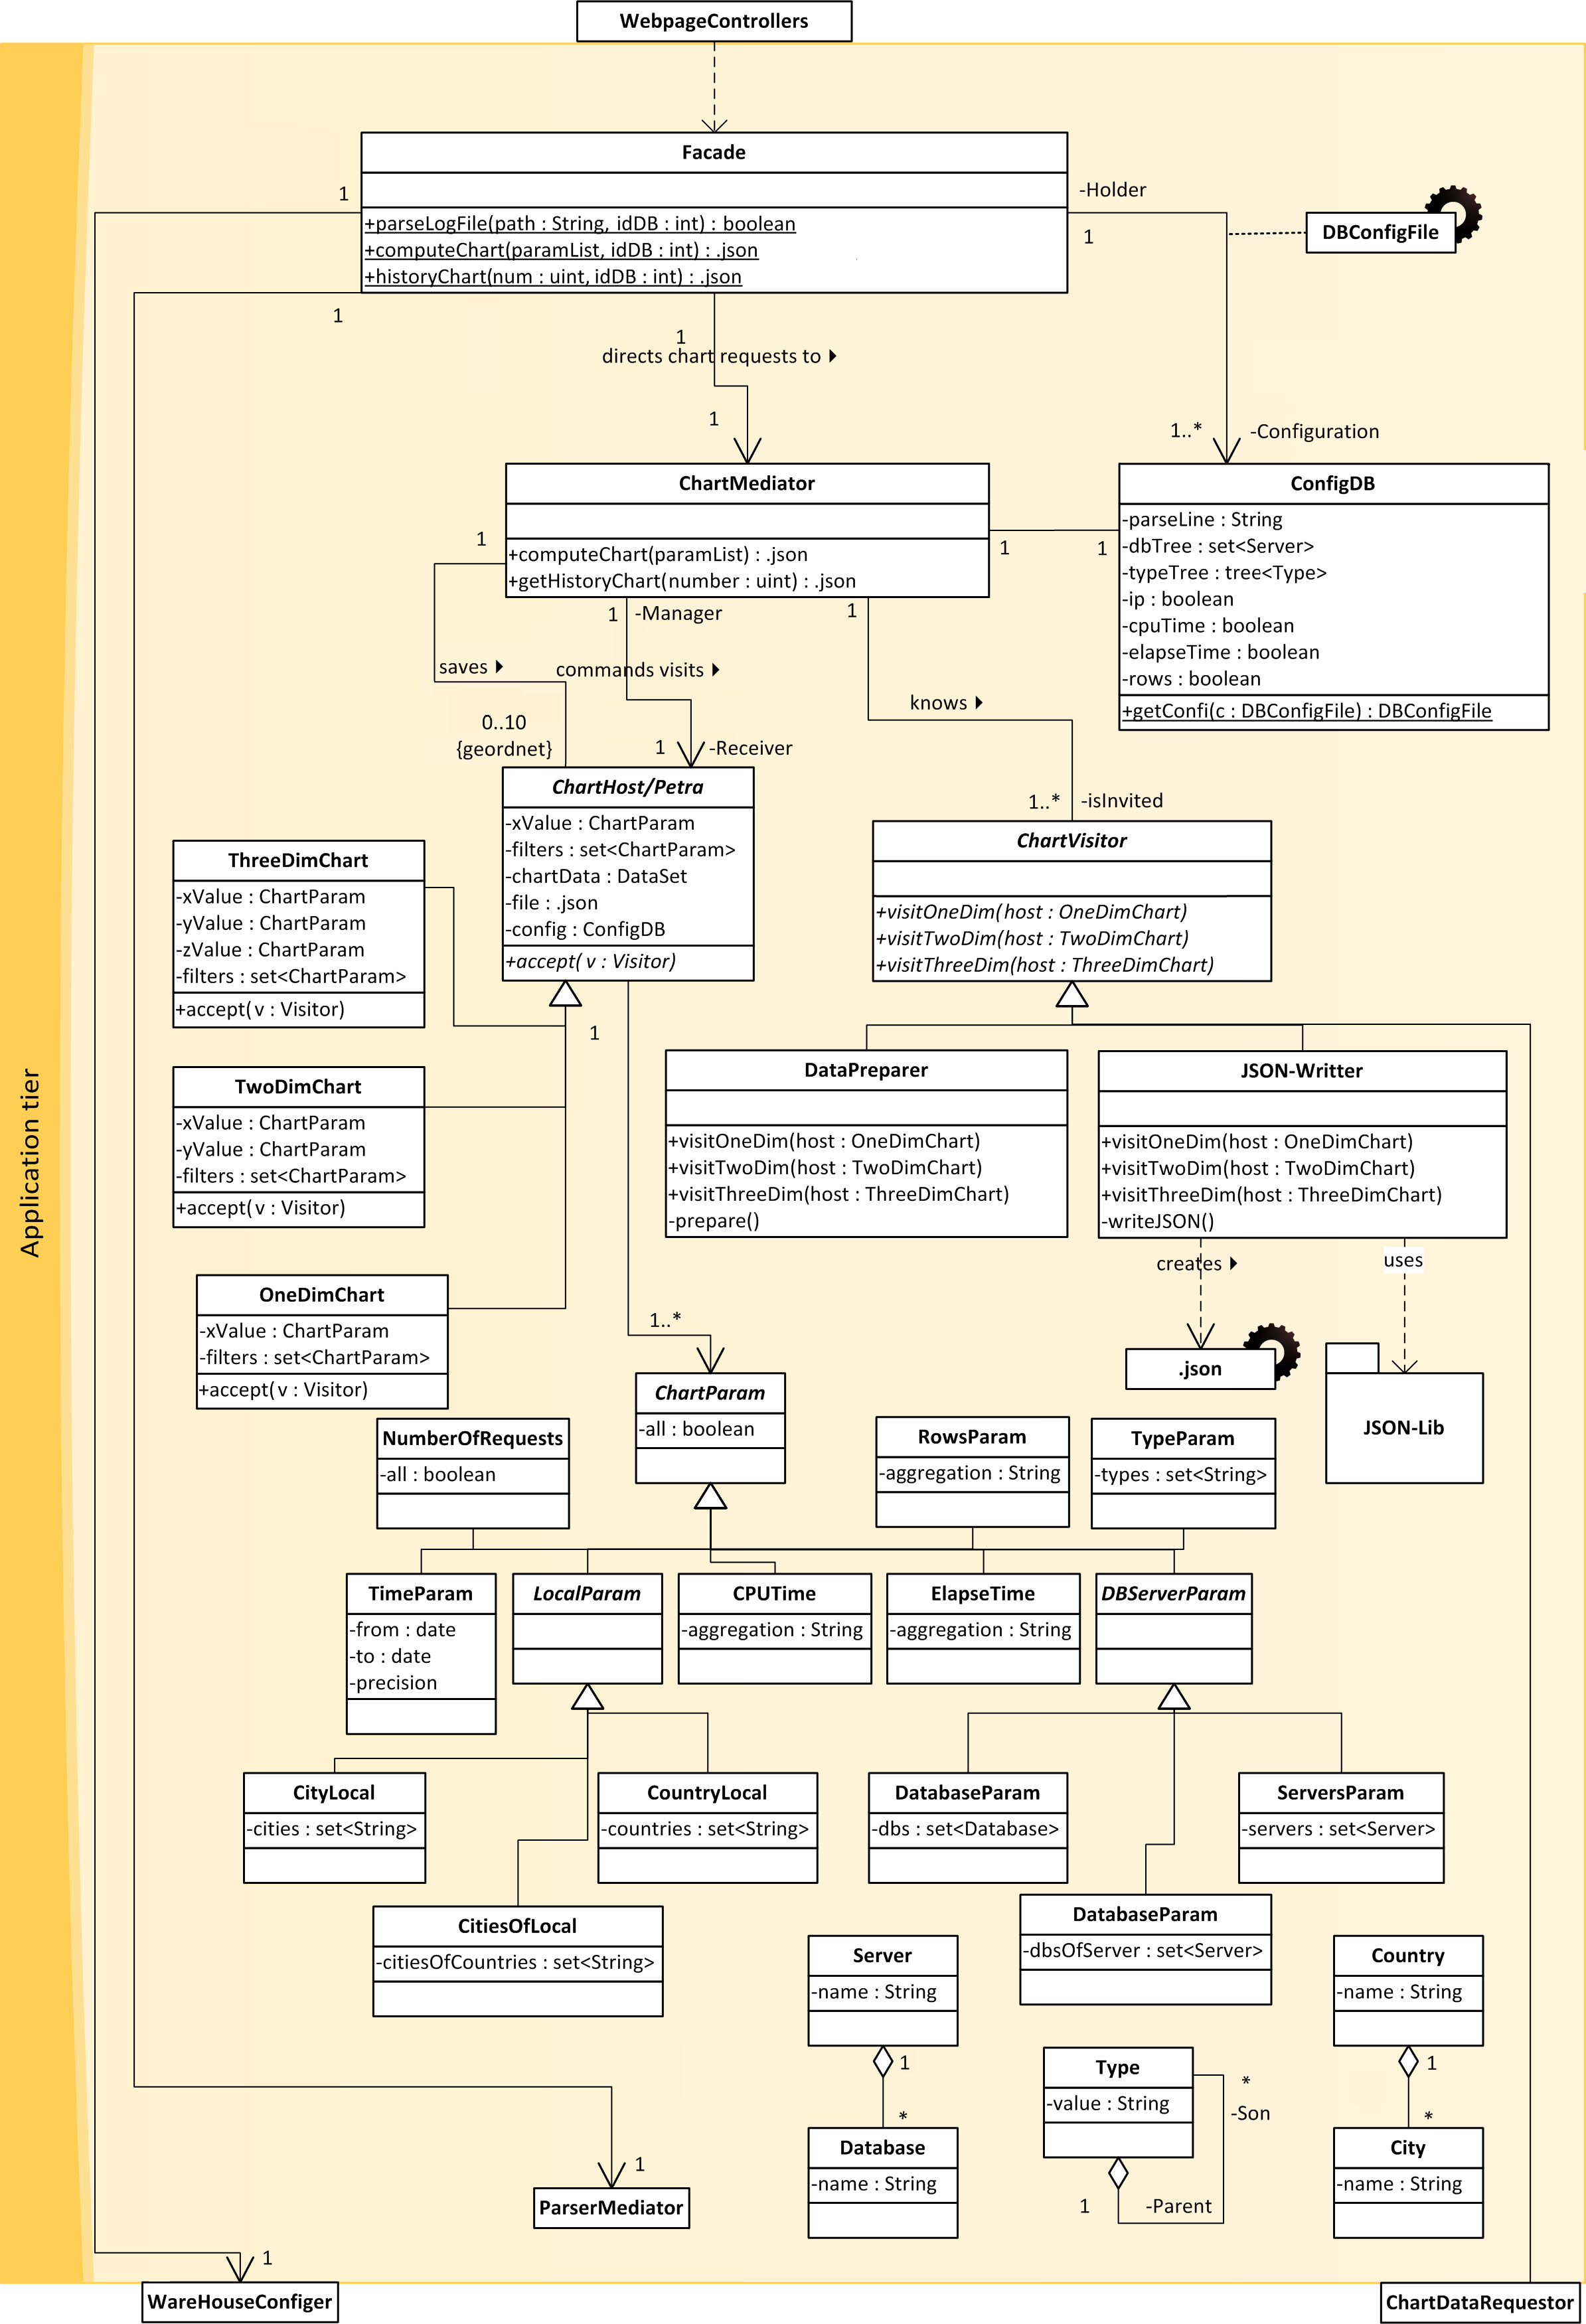 WebpageControllers
Facade
+parseLogFile(path : String, idDB : int) : boolean
+computeChart(paramList, idDB : int) : .json
+historyChart(num : uint, idDB : int) : .json
1
-Holder
1
DBConfigFile
1
1
directs chart requests to
1
1..*
-Configuration
ChartMediator
+computeChart(paramList) : .json
+getHistoryChart(number : uint) : .json
1
1
ConfigDB
-parseLine : String
-dbTree : set<Server>
-typeTree : tree<Type>
-ip : boolean
-cpuTime : boolean
-elapseTime : boolean
-rows : boolean
+getConfi(c : DBConfigFile) : DBConfigFile
1
saves
0..10
{geordnet}
1
-Manager
commands visits
1
-Receiver
1
knows
1..*
-isInvited
ChartHost/Petra
-xValue : ChartParam
-filters : set<ChartParam>
-chartData : DataSet
-file : .json
-config : ConfigDB
+accept( v : Visitor)
ChartVisitor
+visitOneDim(host : OneDimChart)
+visitTwoDim(host : TwoDimChart)
+visitThreeDim(host : ThreeDimChart)
ThreeDimChart
-xValue : ChartParam
-yValue : ChartParam
-zValue : ChartParam
-filters : set<ChartParam>
+accept( v : Visitor)
1
TwoDimChart
-xValue : ChartParam
-yValue : ChartParam
-filters : set<ChartParam>
+accept( v : Visitor)
DataPreparer
+visitOneDim(host : OneDimChart)
+visitTwoDim(host : TwoDimChart)
+visitThreeDim(host : ThreeDimChart)
-prepare()
JSON-Writter
+visitOneDim(host : OneDimChart)
+visitTwoDim(host : TwoDimChart)
+visitThreeDim(host : ThreeDimChart)
-writeJSON()
Application tier
creates
uses
OneDimChart
-xValue : ChartParam
-filters : set<ChartParam>
+accept( v : Visitor)
1..*
.json
JSON-Lib
ChartParam
-all : boolean
NumberOfRequests
-all : boolean
RowsParam
-aggregation : String
TypeParam
-types : set<String>
TimeParam
-from : date
-to : date
-precision
LocalParam
CPUTime
-aggregation : String
ElapseTime
-aggregation : String
DBServerParam
CityLocal
-cities : set<String>
CountryLocal
-countries : set<String>
DatabaseParam
-dbs : set<Database>
ServersParam
-servers : set<Server>
CitiesOfLocal
-citiesOfCountries : set<String>
DatabaseParam
-dbsOfServer : set<Server>
Server
-name : String
1
*
Database
-name : String
Type
-value : String
*
-Son
1
-Parent
Country
-name : String
1
*
City
-name : String
1
ParserMediator
1
WareHouseConfiger
ChartDataRequestor